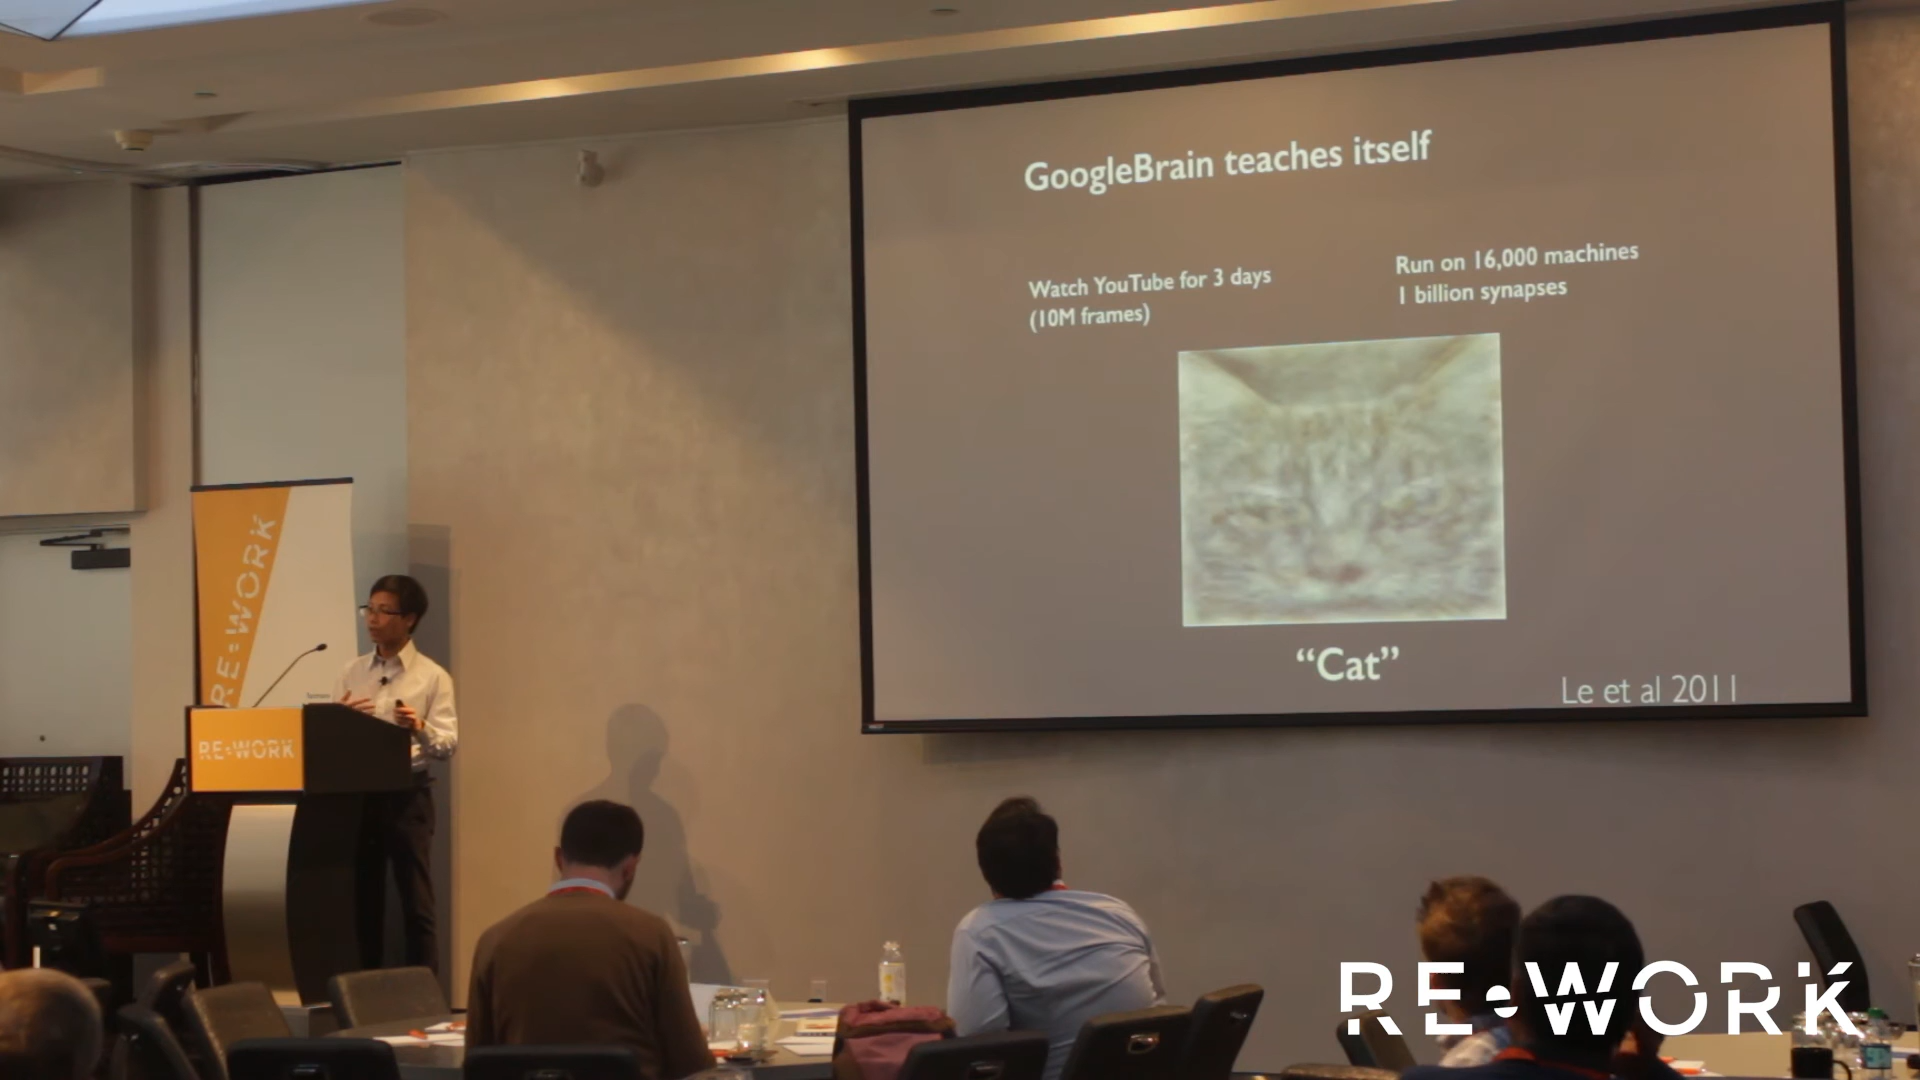 GoogleBrain teaches itself
Watch YouTube for 3 days
(10M frames)
Run on 16,000 machines
1 billion synapses
“Cat”
Le et al 2011
RE•WORK
RE•WORK
RE•WORK